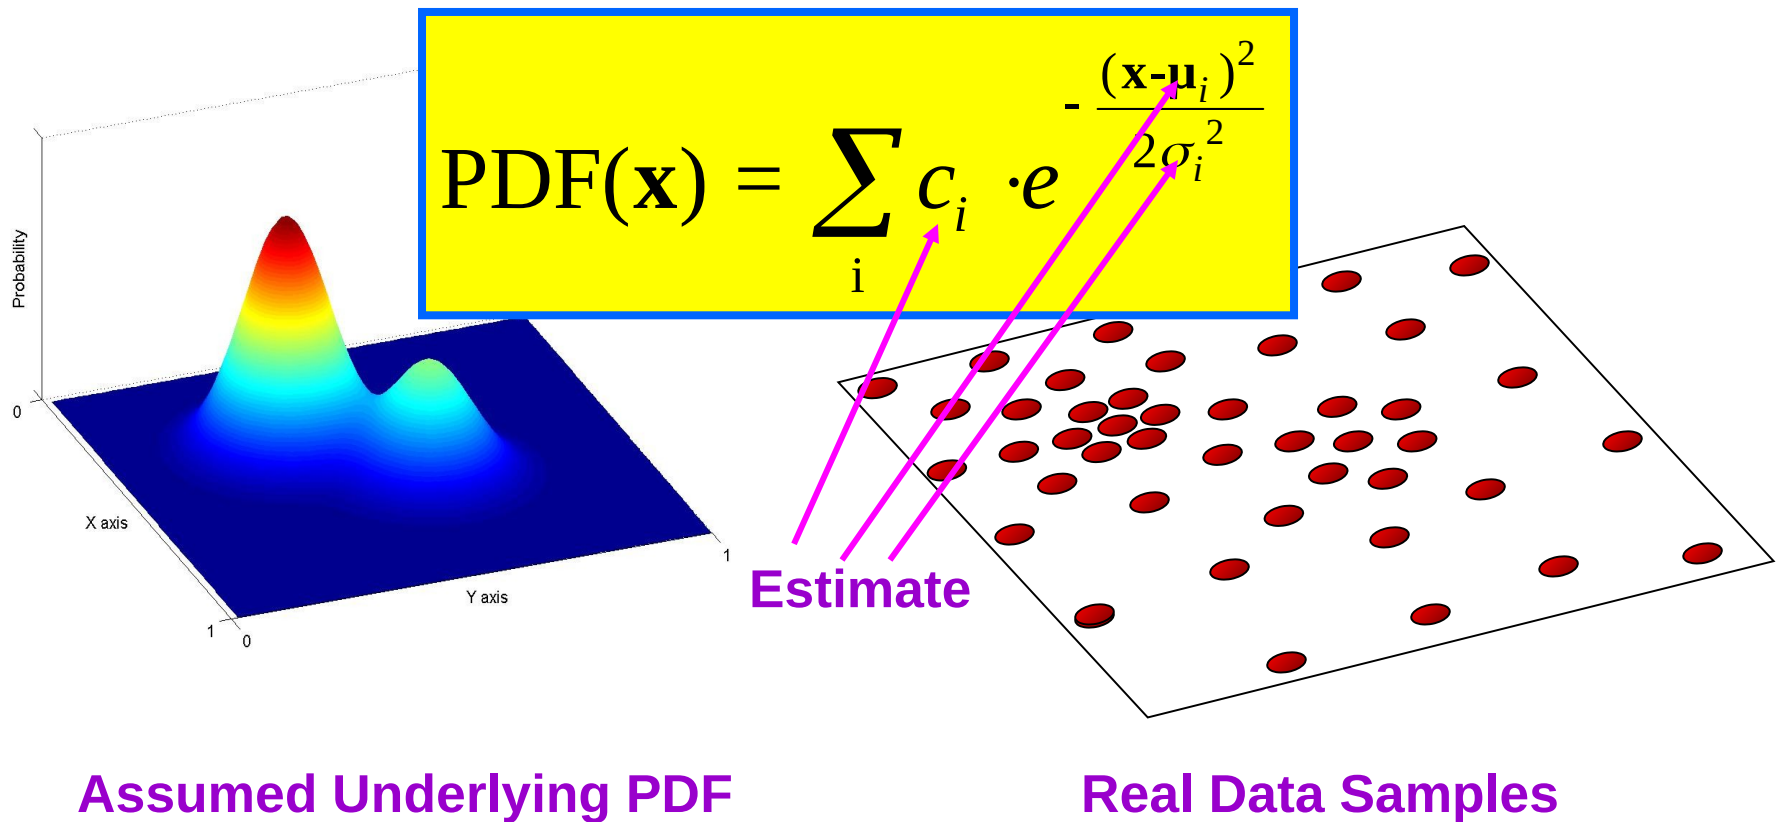 PDF(x) = ∑ i c_i ·e^{- (x-μ_i)^2 / 2σ_i^2}
Probability
0
X axis
1
0
Y axis
1
Estimate
Assumed Underlying PDF
Real Data Samples